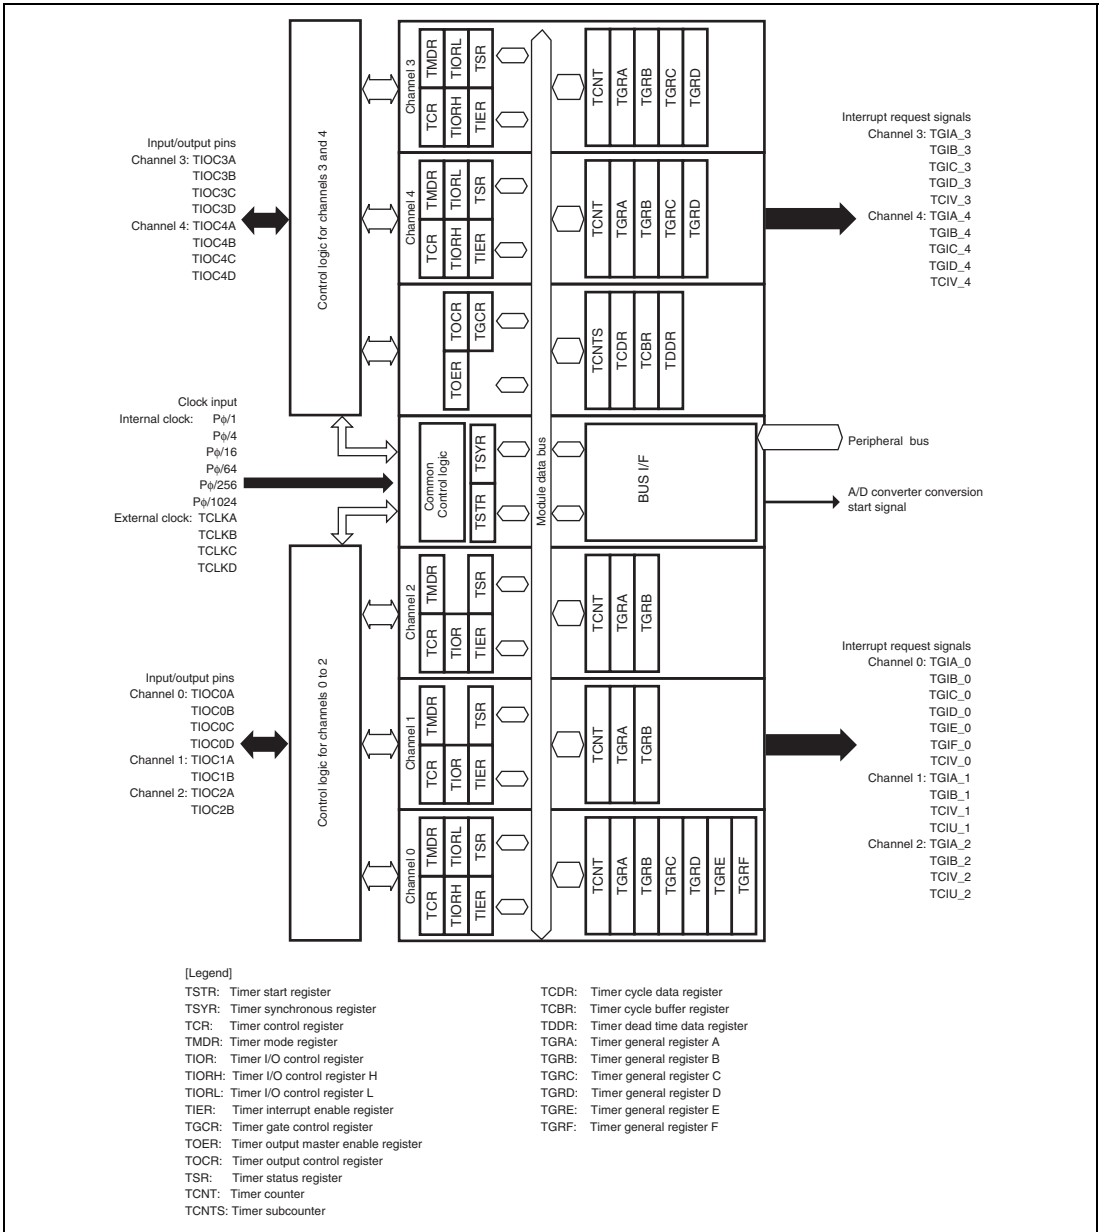 Input/output pins
Channel 3: TIOC3A
TIOC3B
TIOC3C
TIOC3D
Channel 4: TIOC4A
TIOC4B
TIOC4C
TIOC4D
Clock input
Internal clock: Pϕ/1
Pϕ/4
Pϕ/16
Pϕ/64
Pϕ/256
Pϕ/1024
External clock: TCLKA
TCLKB
TCLKC
TCLKD
Input/output pins
Channel 0: TIOC0A
TIOC0B
TIOC0C
TIOC0D
Channel 1: TIOC1A
TIOC1B
Channel 2: TIOC2A
TIOC2B
Control logic for channels 3 and 4
Control logic for channels 0 to 2
Channel 3
TCR
TMDR
TIORH
TIORL
TIER
TSR
TCNT
TGRA
TGRB
TGRC
TGRD
Channel 4
TCR
TMDR
TIORH
TIORL
TIER
TSR
TCNT
TGRA
TGRB
TGRC
TGRD
TOER
TOCR
TGCR
TCNTS
TCDR
TCBR
TDDR
Common
Control logic
TSTR
TSYR
Module data bus
BUS I/F
Channel 2
TCR
TMDR
TIOR
TIER
TSR
TCNT
TGRA
TGRB
Channel 1
TCR
TMDR
TIOR
TIER
TSR
TCNT
TGRA
TGRB
Channel 0
TCR
TMDR
TIORH
TIORL
TIER
TSR
TCNT
TGRA
TGRB
TGRC
TGRD
TGRE
TGRF
Interrupt request signals
Channel 3: TGIA_3
TGIB_3
TGIC_3
TGID_3
TCIV_3
Channel 4: TGIA_4
TGIB_4
TGIC_4
TGID_4
TCIV_4
Peripheral bus
A/D converter conversion
start signal
Interrupt request signals
Channel 0: TGIA_0
TGIB_0
TGIC_0
TGID_0
TGIE_0
TGIF_0
TCIV_0
Channel 1: TGIA_1
TGIB_1
TCIV_1
TCIU_1
Channel 2: TGIA_2
TGIB_2
TCIV_2
TCIU_2
[Legend]
TSTR: Timer start register
TSYR: Timer synchronous register
TCR: Timer control register
TMDR: Timer mode register
TIOR: Timer I/O control register
TIORH: Timer I/O control register H
TIORL: Timer I/O control register L
TIER: Timer interrupt enable register
TGCR: Timer gate control register
TOER: Timer output master enable register
TOCR: Timer output control register
TSR: Timer status register
TCNT: Timer counter
TCNTS: Timer subcounter
TCDR: Timer cycle data register
TCBR: Timer cycle buffer register
TDDR: Timer dead time data register
TGRA: Timer general register A
TGRB: Timer general register B
TGRC: Timer general register C
TGRD: Timer general register D
TGRE: Timer general register E
TGRF: Timer general register F